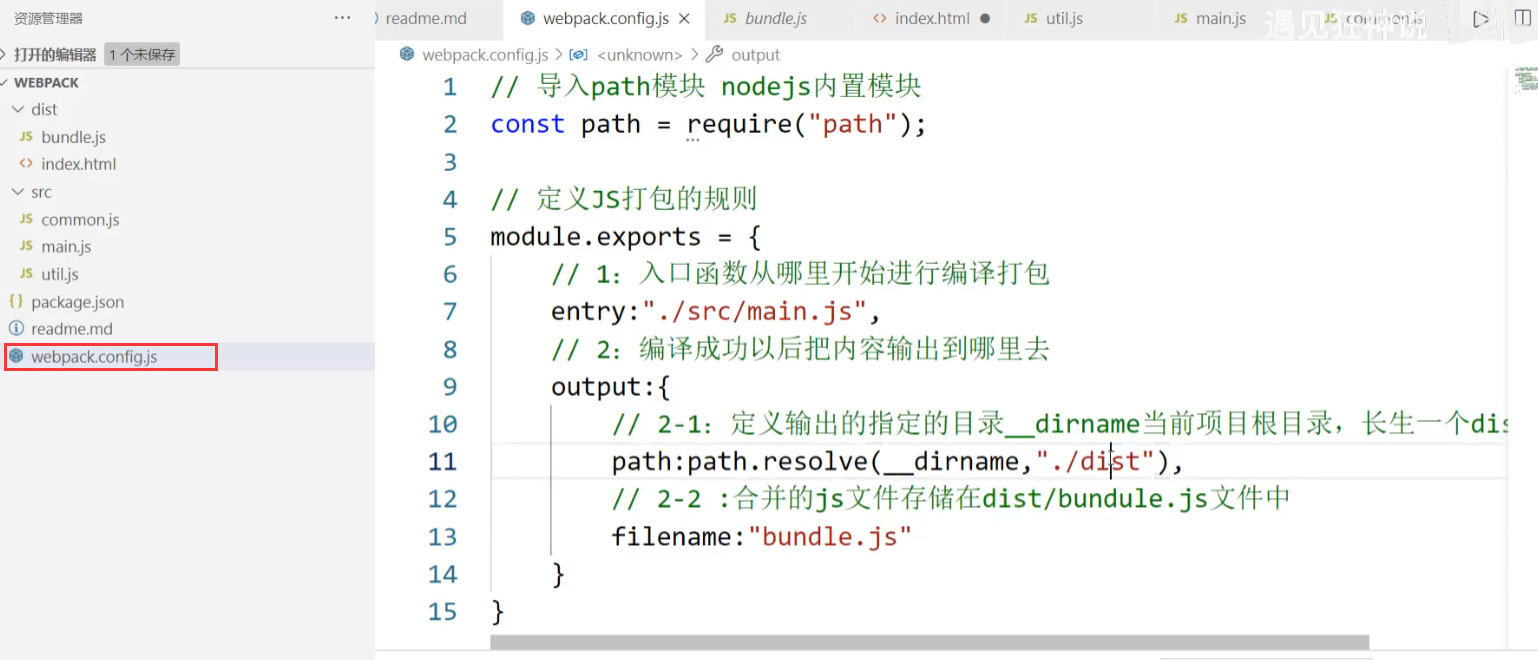 资源管理器 ···
打开的编辑器 1 个未保存
WEBPACK
dist
JS bundle.js
<> index.html
src
JS common.js
JS main.js
JS util.js
{} package.json
readme.md
webpack.config.js
readme.md webpack.config.js × JS bundle.js <> index.html ● JS util.js JS main.js JS common.js
遇见狂神说
webpack.config.js > <unknown> > output
1 // 导入path模块 nodejs内置模块
2 const path = require("path");
3
4 // 定义JS打包的规则
5 module.exports = {
6 // 1: 入口函数从哪里开始进行编译打包
7 entry:"./src/main.js",
8 // 2: 编译成功以后把内容输出到哪里去
9 output:{
10 // 2-1: 定义输出的指定的目录__dirname当前项目根目录，长生一个dis
11 path:path.resolve(__dirname,"./dist"),
12 // 2-2 :合并的js文件存储在dist/bundule.js文件中
13 filename:"bundle.js"
14 }
15 }